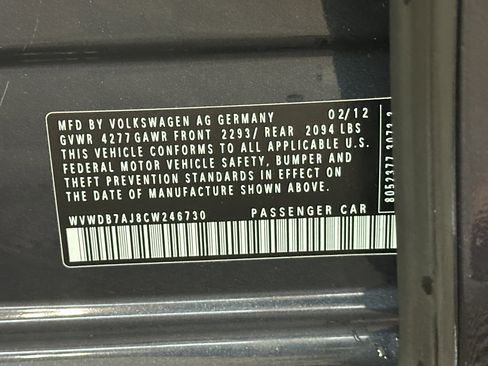 MFD BY VOLKSWAGEN AG GERMANY 02/12
GVWR 4277 GAWR FRONT 2293/ REAR 2094 LBS
THIS VEHICLE CONFORMS TO ALL APPLICABLE U.S.
FEDERAL MOTOR VEHICLE SAFETY, BUMPER AND
THEFT PREVENTION STANDARDS IN EFFECT ON THE
DATE OF MANUFACTURE SHOWN ABOVE.
WVWDB7AJ8CW246730 PASSENGER CAR
8052377